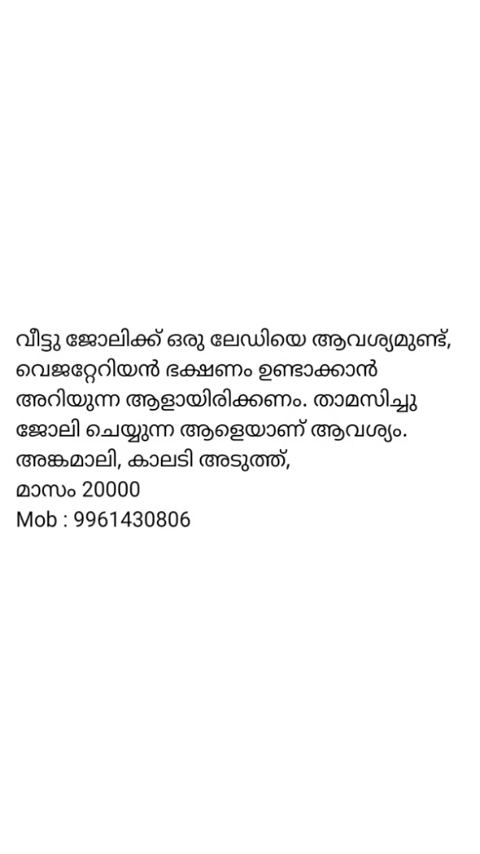 വീട്ടു ജോലിക്ക് ഒരു ലേഡിയെ ആവശ്യമുണ്ട്,
വെജറ്റേറിയൻ ഭക്ഷണം ഉണ്ടാക്കാൻ
അറിയുന്ന ആളായിരിക്കണം. താമസിച്ചു
ജോലി ചെയ്യുന്ന ആളെയാണ് ആവശ്യം.
അങ്കമാലി, കാലടി അടുത്ത്,
മാസം 20000
Mob : 9961430806